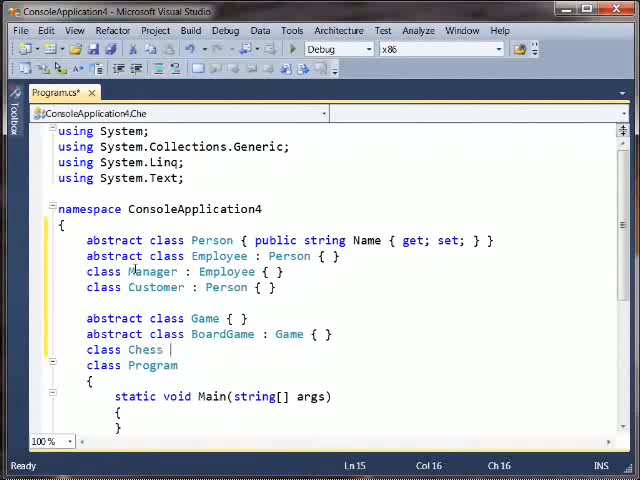 ConsoleApplication4 - Microsoft Visual Studio
File Edit View Refactor Project Build Debug Data Tools Architecture Test Analyze Window Help
Debug x86
Program.cs* ×
Toolbox
ConsoleApplication4.Che
using System;
using System.Collections.Generic;
using System.Linq;
using System.Text;
namespace ConsoleApplication4
{
abstract class Person { public string Name { get; set; } }
abstract class Employee : Person { }
class Manager : Employee { }
class Customer : Person { }
abstract class Game { }
abstract class BoardGame : Game { }
class Chess
class Program
{
static void Main(string[] args)
{
}
100 %
Ready Ln 15 Col 16 Ch 16 INS